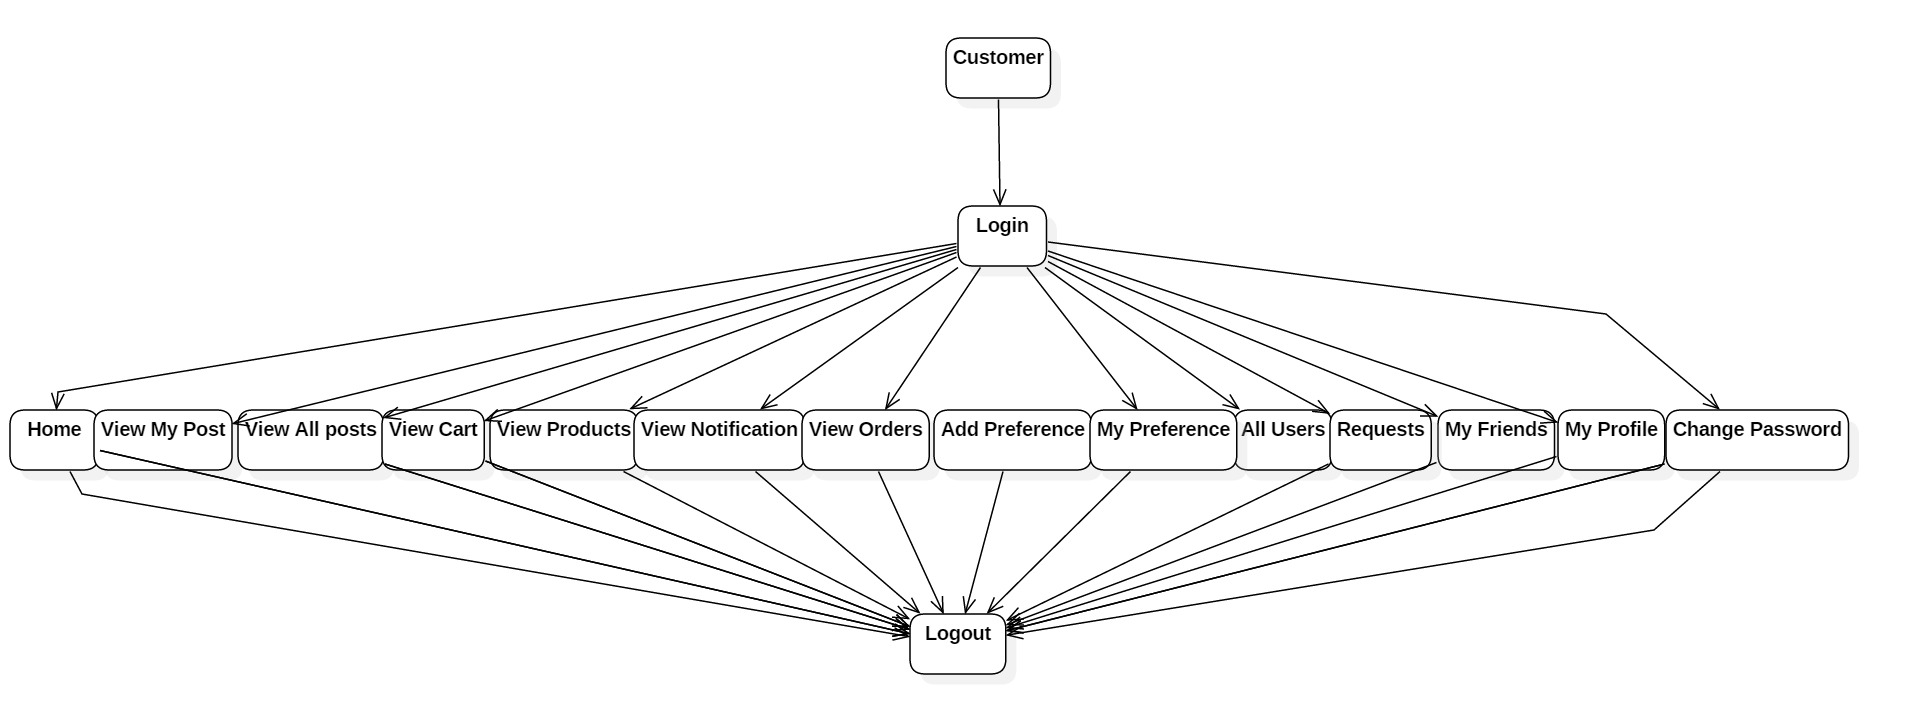 Customer
Login
Home
View My Post
View All posts
View Cart
View Products
View Notification
View Orders
Add Preference
My Preference
All Users
Requests
My Friends
My Profile
Change Password
Logout